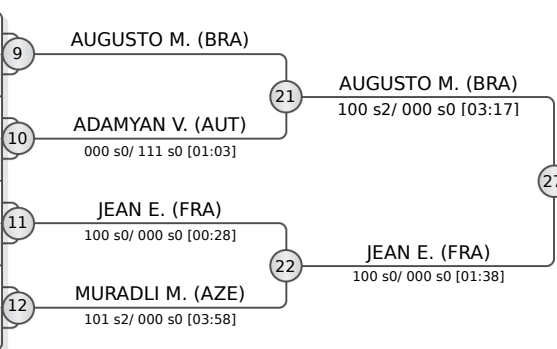 9
AUGUSTO M. (BRA)
21
AUGUSTO M. (BRA)
100 s2/ 000 s0 [03:17]
10
ADAMYAN V. (AUT)
000 s0/ 111 s0 [01:03]
27
11
JEAN E. (FRA)
100 s0/ 000 s0 [00:28]
22
JEAN E. (FRA)
100 s0/ 000 s0 [01:38]
12
MURADLI M. (AZE)
101 s2/ 000 s0 [03:58]